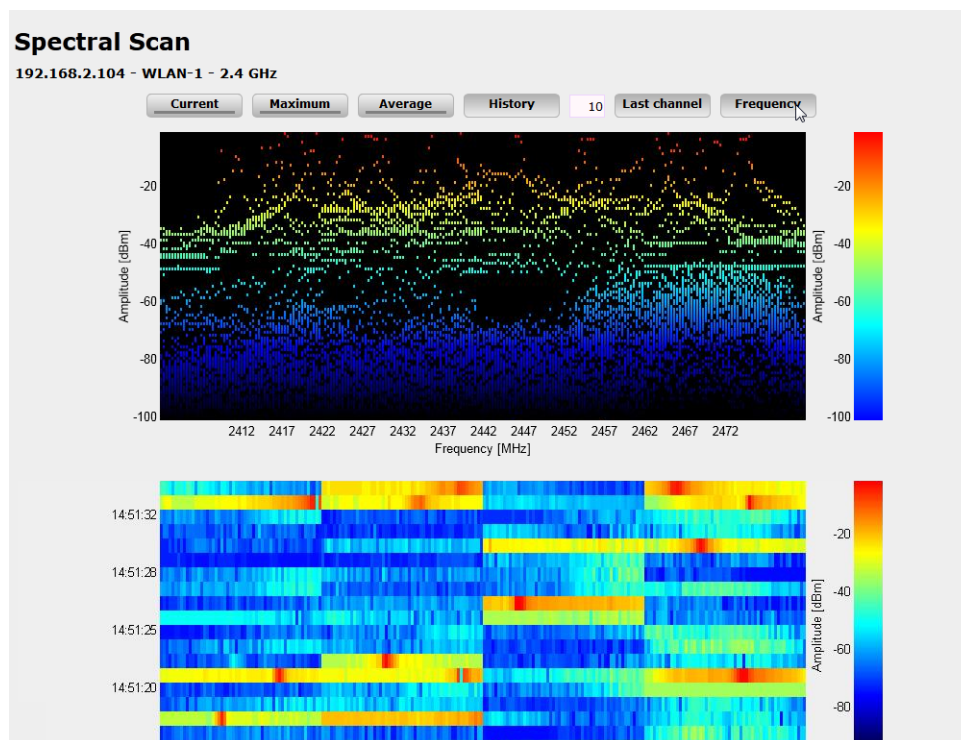 Spectral Scan
192.168.2.104 - WLAN-1 - 2.4 GHz
Current Maximum Average History 10 Last channel Frequency
Amplitude [dBm]
-20
-40
-60
-80
-100
2412 2417 2422 2427 2432 2437 2442 2447 2452 2457 2462 2467 2472
Frequency [MHz]
Amplitude [dBm]
-20
-40
-60
-80
-100
14:51:32
14:51:28
14:51:25
14:51:20
Amplitude [dBm]
-20
-40
-60
-80